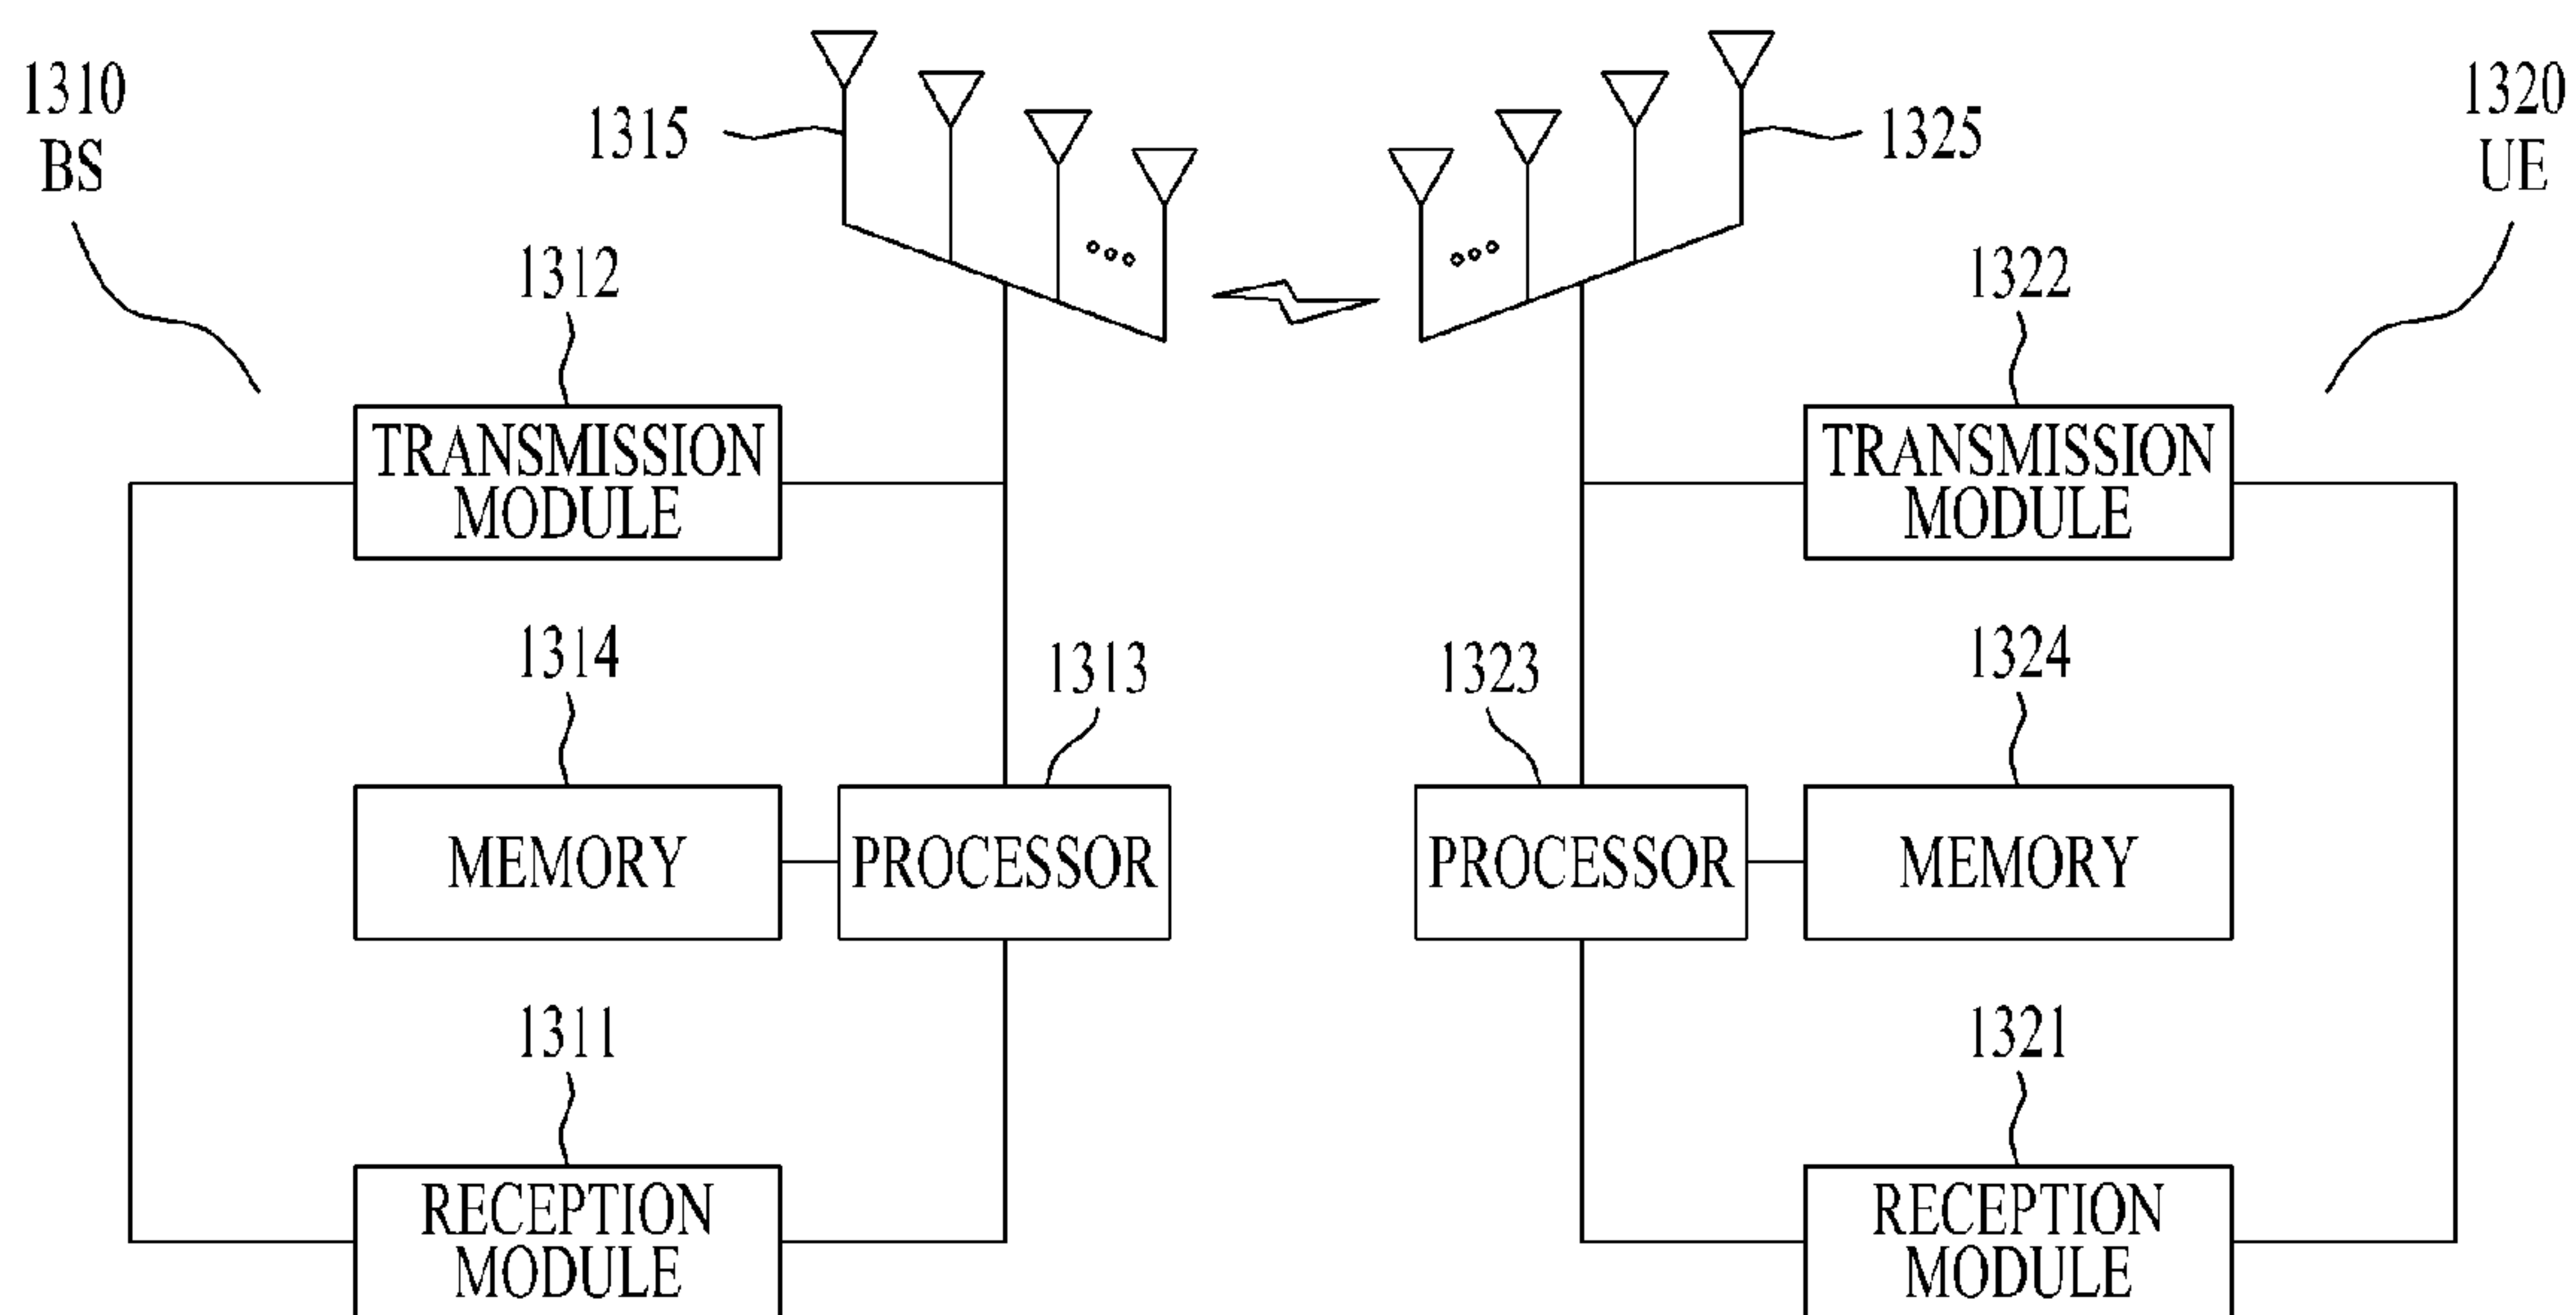 1310
BS
1315
1325
1320
UE
1312
1322
TRANSMISSION
MODULE
TRANSMISSION
MODULE
1314
1313
1323
1324
MEMORY
PROCESSOR
PROCESSOR
MEMORY
1311
1321
RECEPTION
MODULE
RECEPTION
MODULE